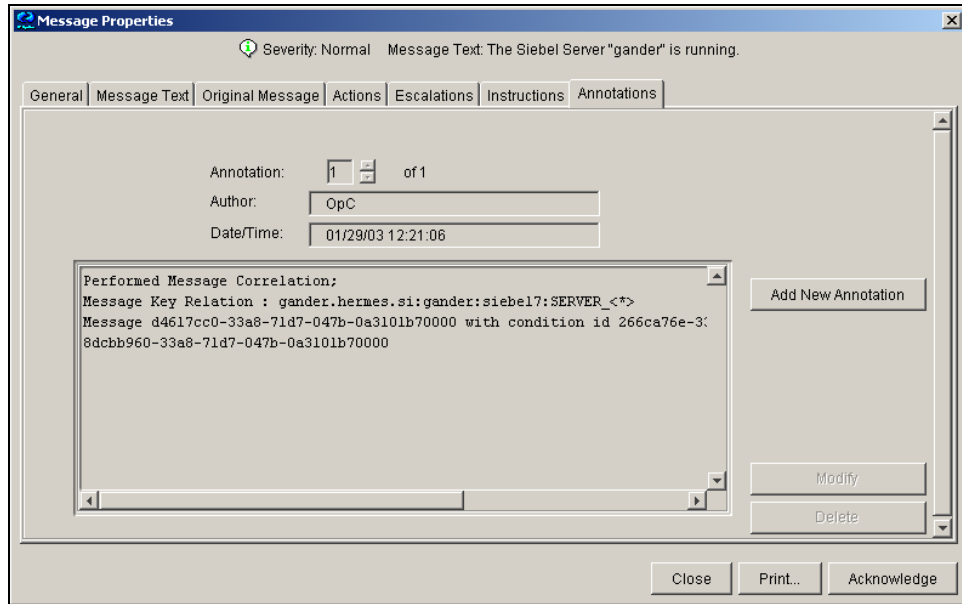 Message Properties
Severity: Normal Message Text: The Siebel Server "gander" is running.
General Message Text Original Message Actions Escalations Instructions Annotations
Annotation: 1 of 1
Author: OpC
Date/Time: 01/29/03 12:21:06
Performed Message Correlation;
Message Key Relation : gander.hermes.si:gander:siebel7:SERVER_<*>
Message d4617cc0-33a8-71d7-047b-0a3101b70000 with condition id 266ca76e-33
8dcbb960-33a8-71d7-047b-0a3101b70000
Add New Annotation
Modify
Delete
Close Print... Acknowledge